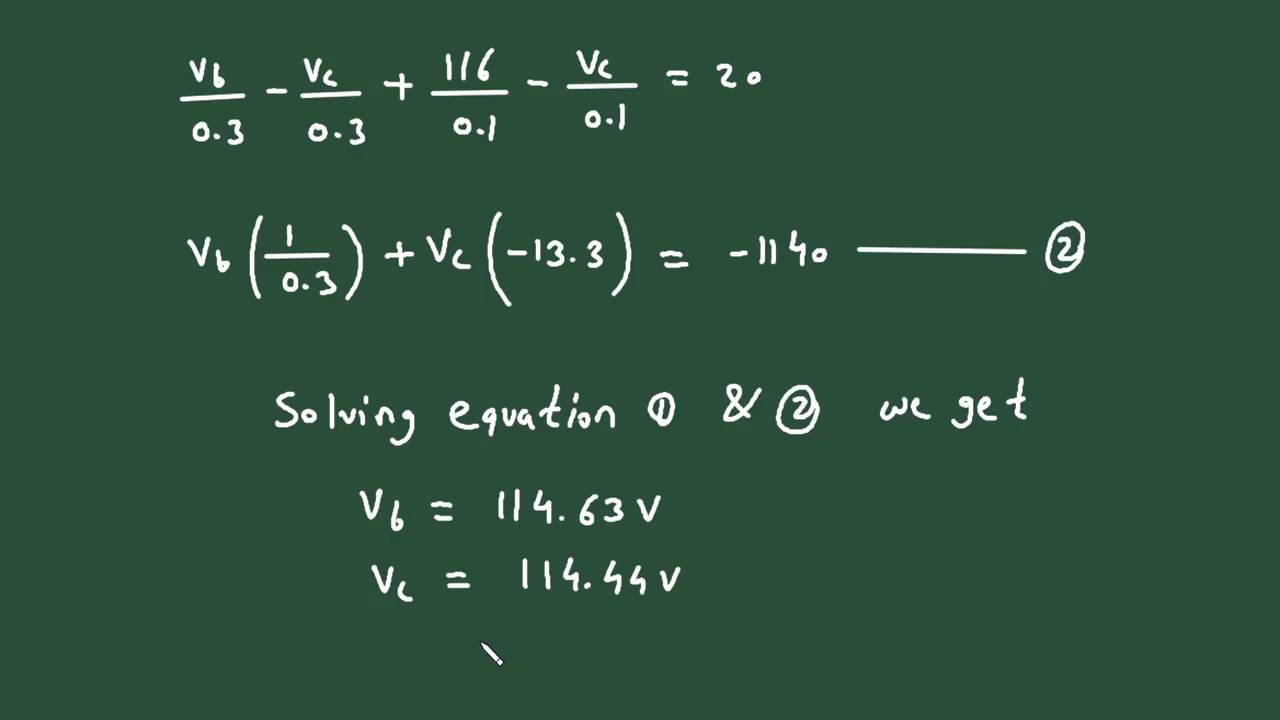 Vb/0.3 - Vc/0.3 + 116/0.1 - Vc/0.1 = 20
Vb (1/0.3) + Vc (-13.3) = -1140 —— ②
Solving equation ① & ② we get
Vb = 114.63 V
Vc = 114.44 V